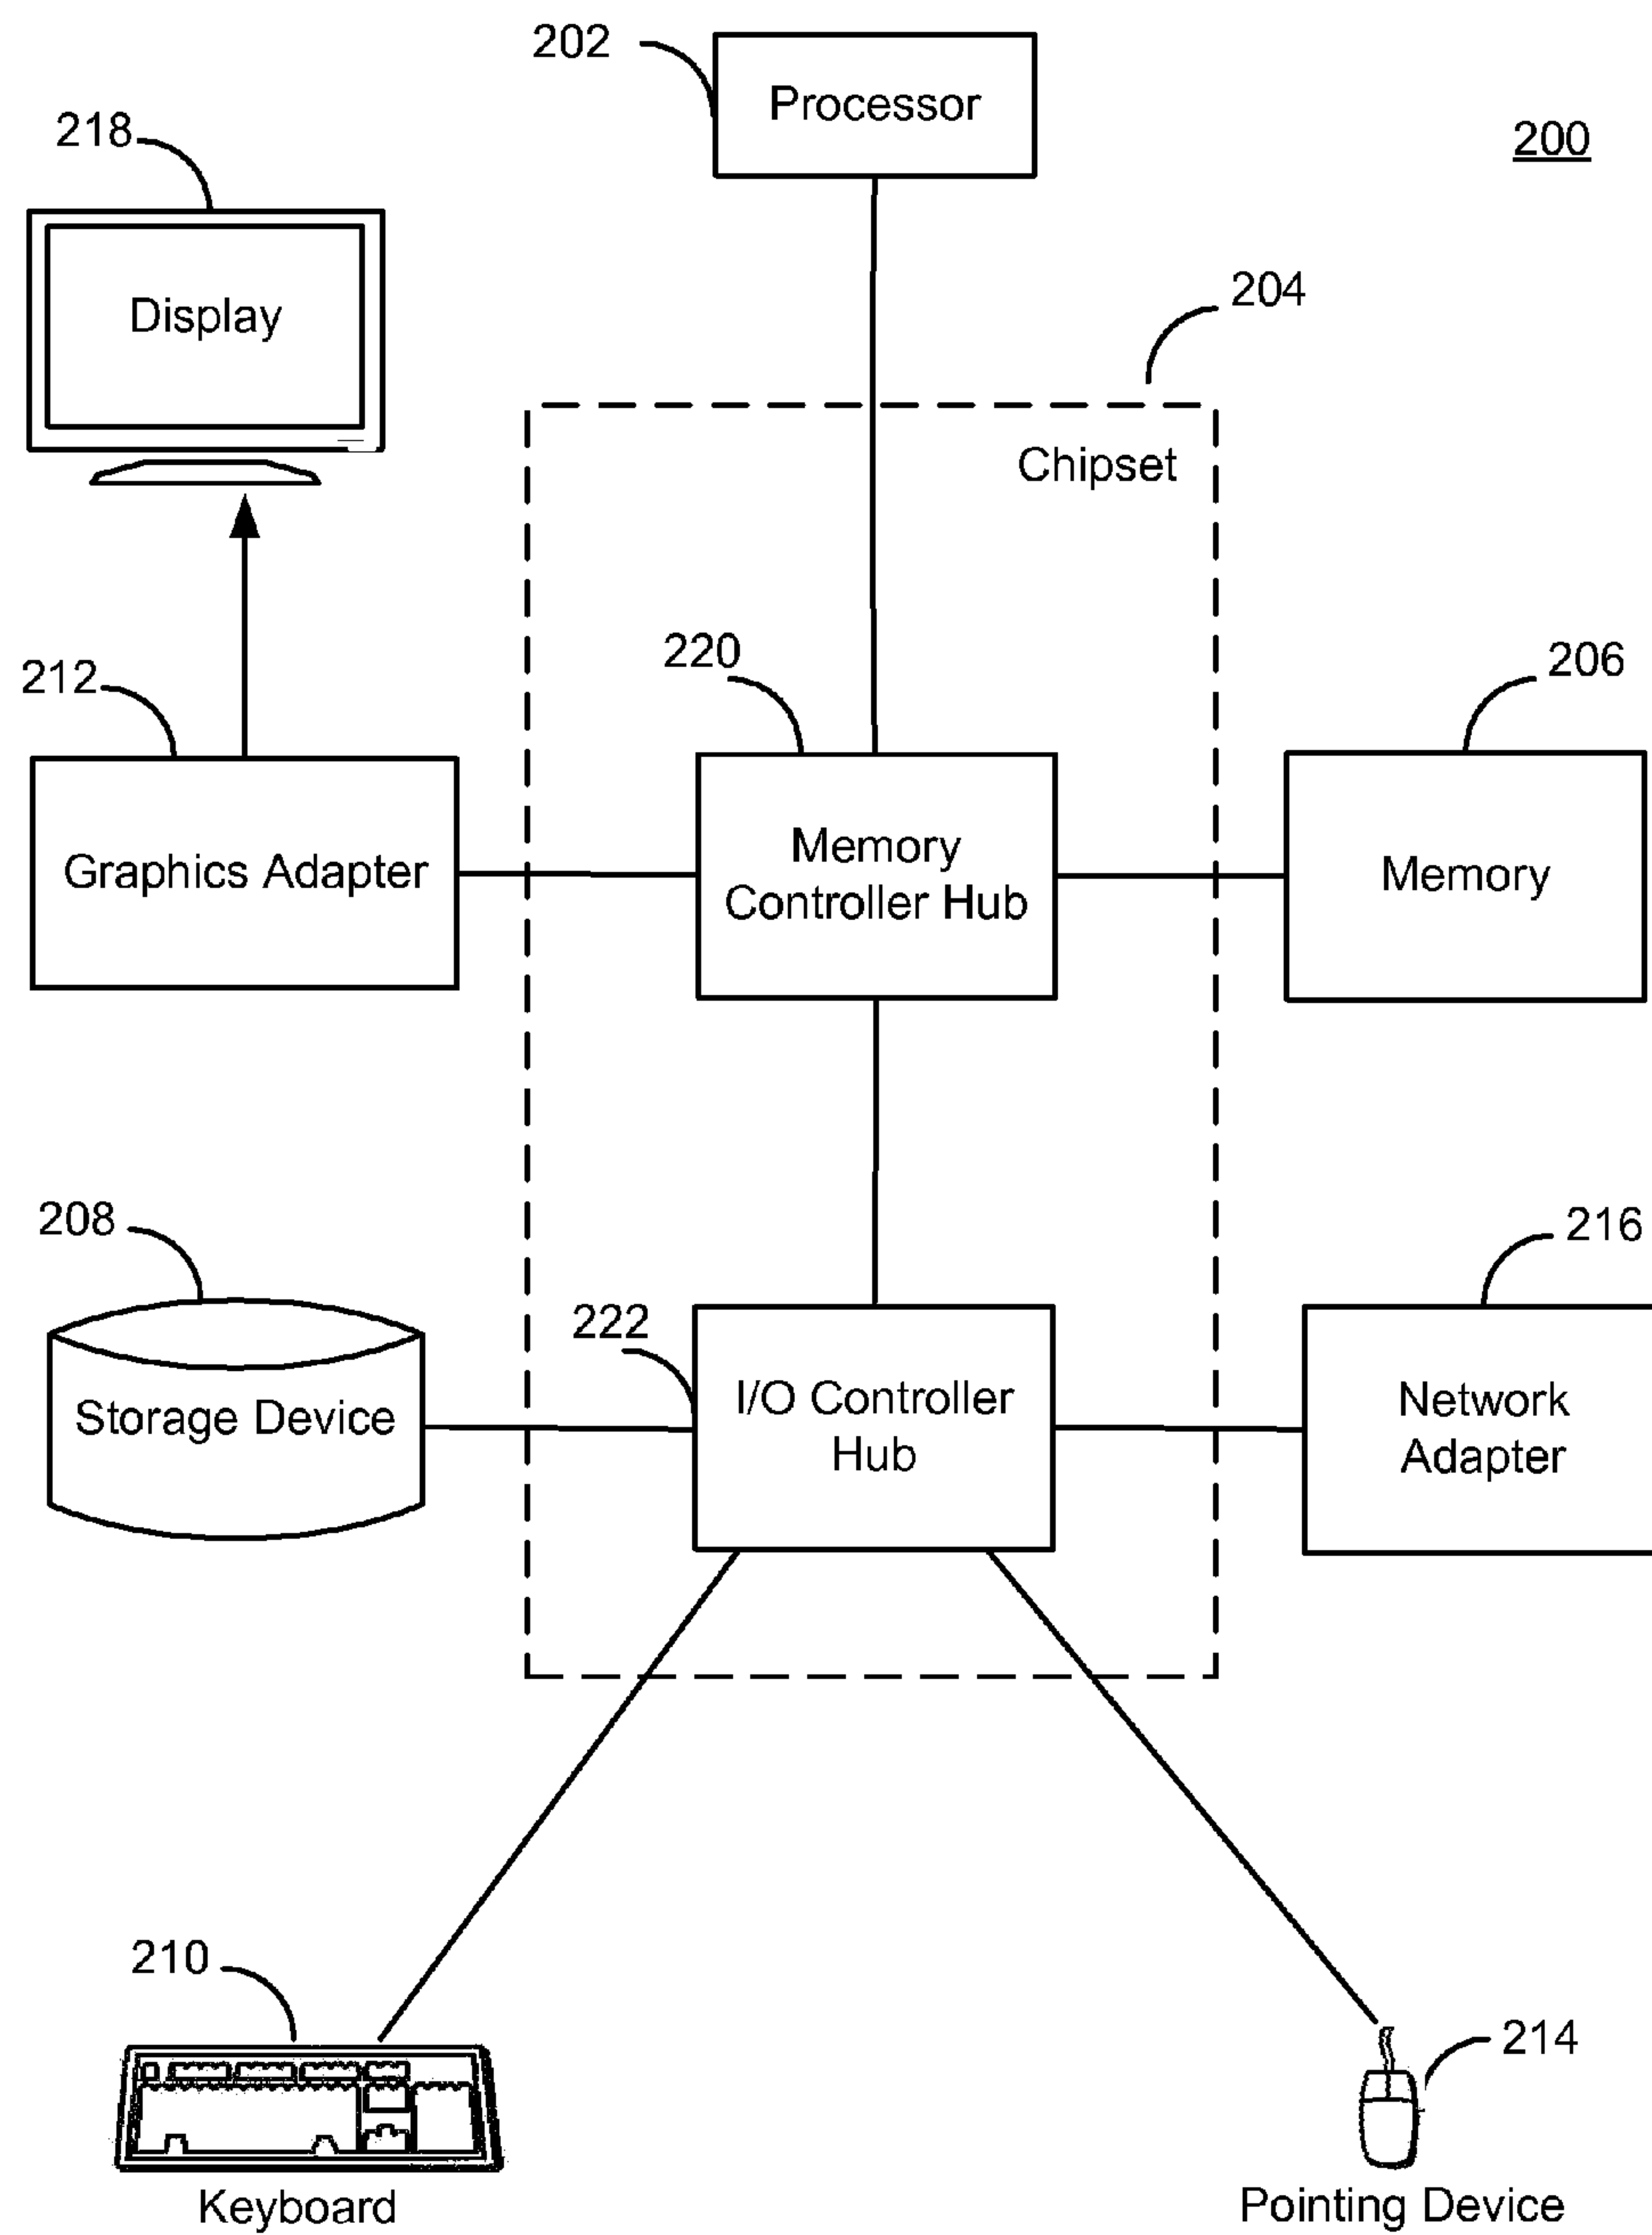 202
Processor
200
218
Display
204
Chipset
212
220
206
Graphics Adapter
Memory
Controller Hub
Memory
208
216
222
Storage Device
I/O Controller
Hub
Network
Adapter
210
214
Keyboard
Pointing Device